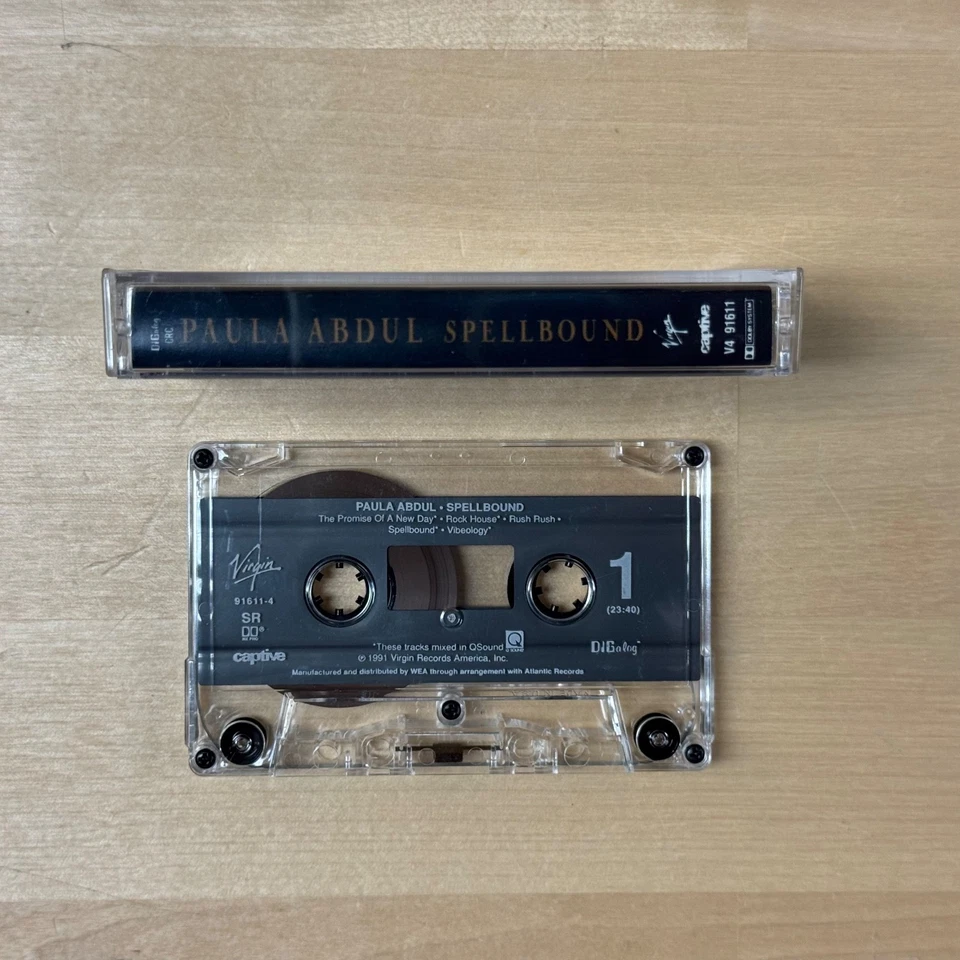 DiGalog
CRC
PAULA ABDUL SPELLBOUND
Virgin
captive
V4 91611
DOLBY SYSTEM
PAULA ABDUL • SPELLBOUND
The Promise Of A New Day* • Rock House* • Rush Rush •
Spellbound* • Vibeology*
Virgin
91611-4
SR
captive
1
(23:40)
*These tracks mixed in QSound
Q SOUND
DiGalog™
℗ 1991 Virgin Records America, Inc.
Manufactured and distributed by WEA through arrangement with Atlantic Records